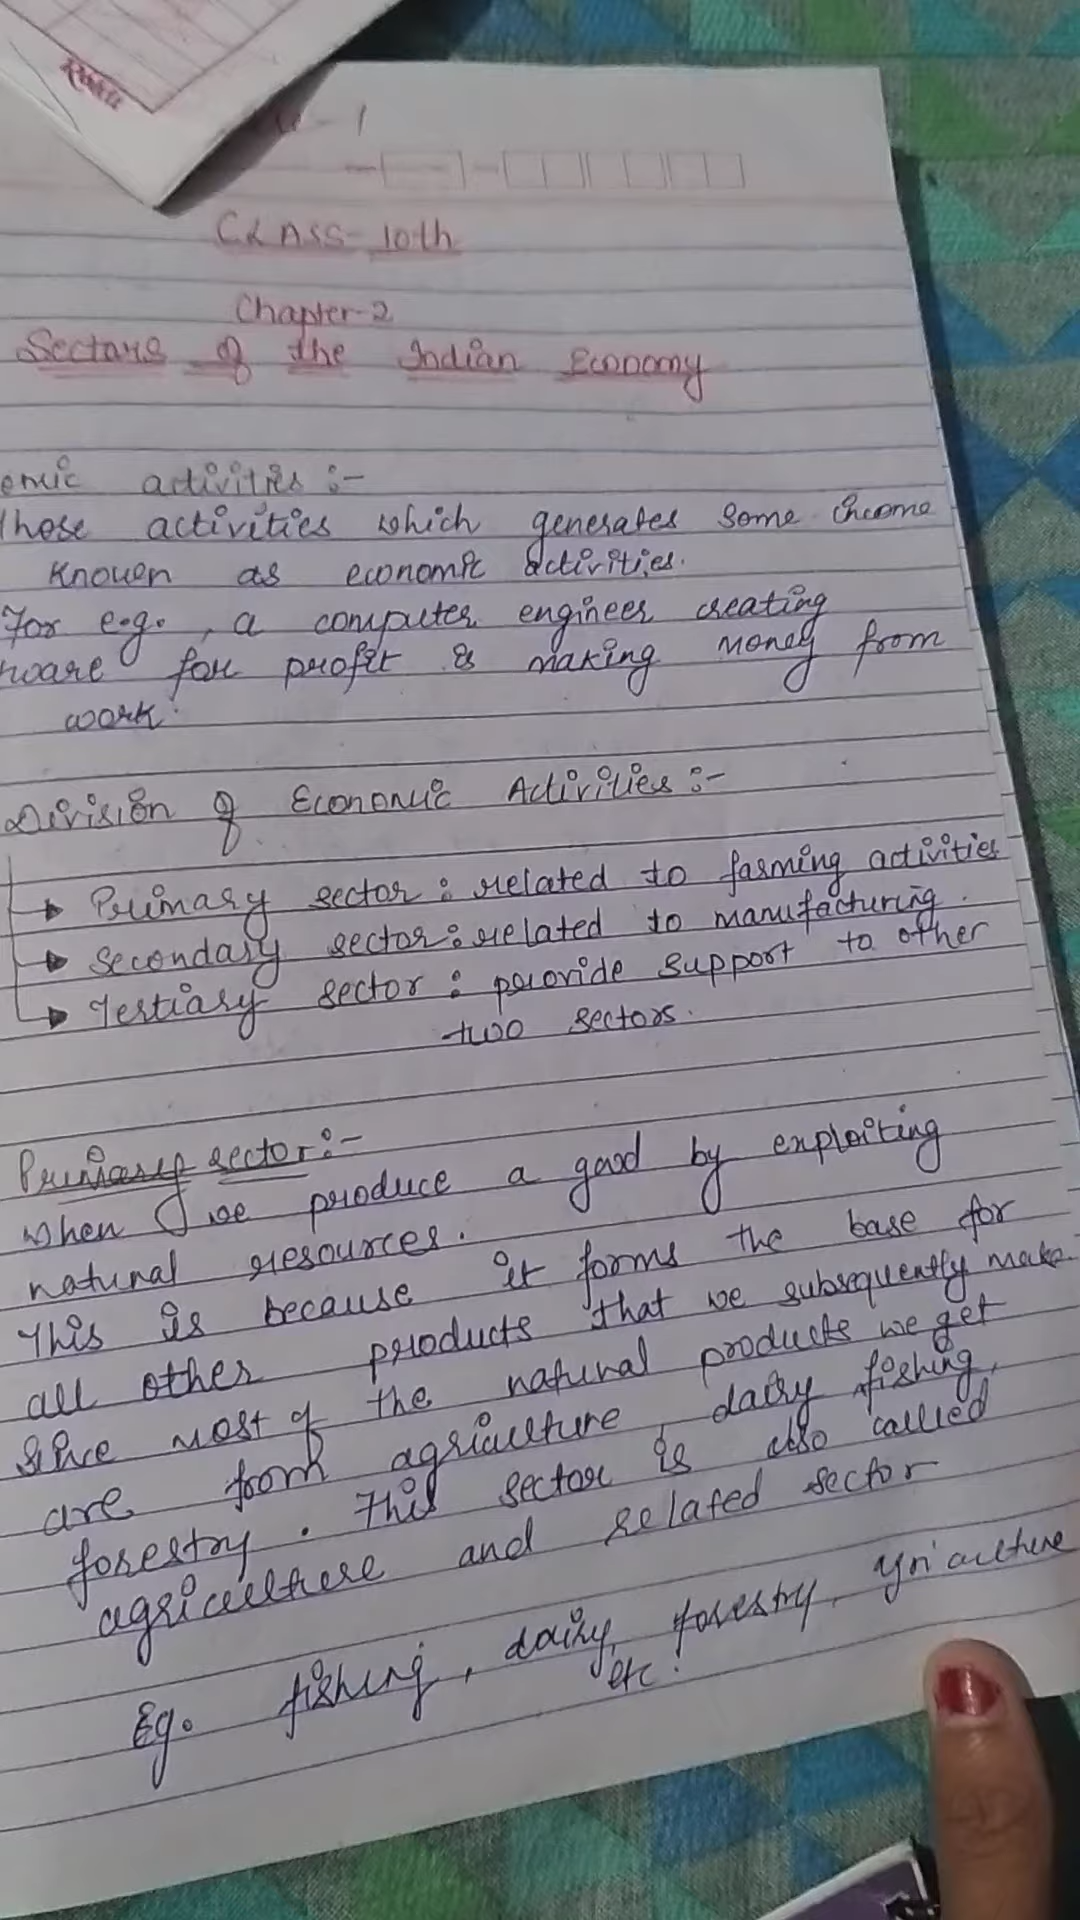 - 1
CLASS- 10th
Chapter-2
Sectors of the Indian Economy
omic activities :-
those activities which generates some income
known as economic activities.
For e.g. , a computer engineer creating
ware for profit & making money from
work.
Division of Economic Activities :-
Primary sector : related to farming activities
Secondary sector : related to manufacturing.
Tertiary sector : provide support to other
two sectors.
Primary sector :-
When we produce a good by exploiting
natural resources.
This is because it forms the base for
all other products that we subsequently make.
Since most of the natural products we get
are from agriculture, dairy fishing,
forestry. This sector is also called
agriculture and related sector
Eg. fishing, dairy, forestry, griculture
etc.